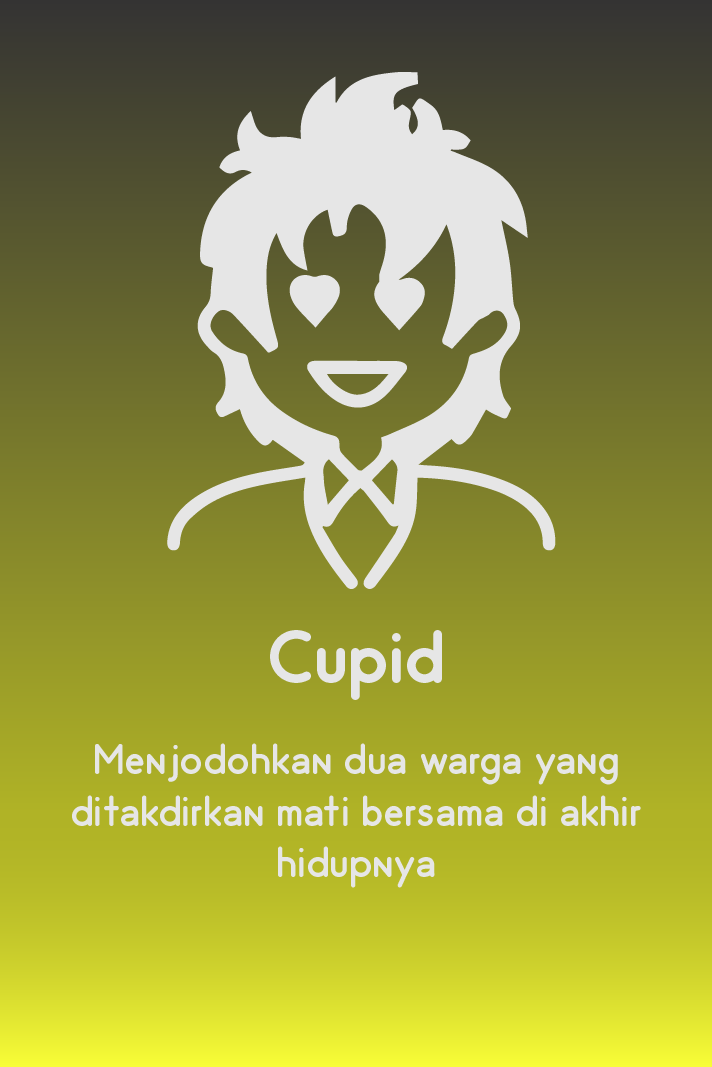 Cupid
Menjodohkan dua warga yang
ditakdirkan mati bersama di akhir
hidupnya